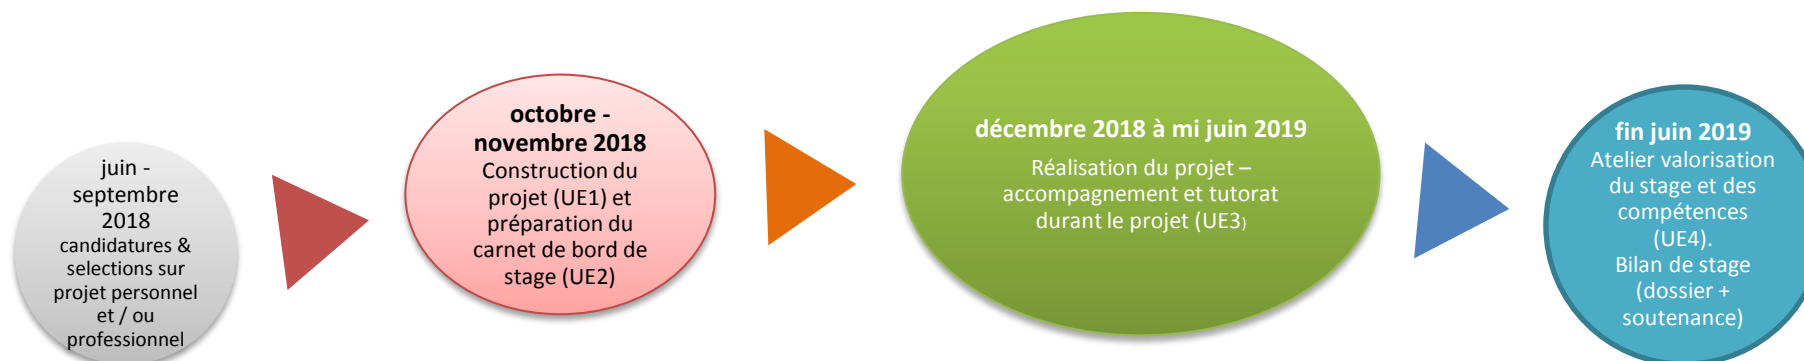 juin -
septembre
2018
candidatures &
selections sur
projet personnel
et / ou
professionnel
octobre -
novembre 2018
Construction du
projet (UE1) et
préparation du
carnet de bord de
stage (UE2)
décembre 2018 à mi juin 2019
Réalisation du projet –
accompagnement et tutorat
durant le projet (UE3)
fin juin 2019
Atelier valorisation
du stage et des
compétences
(UE4).
Bilan de stage
(dossier +
soutenance)